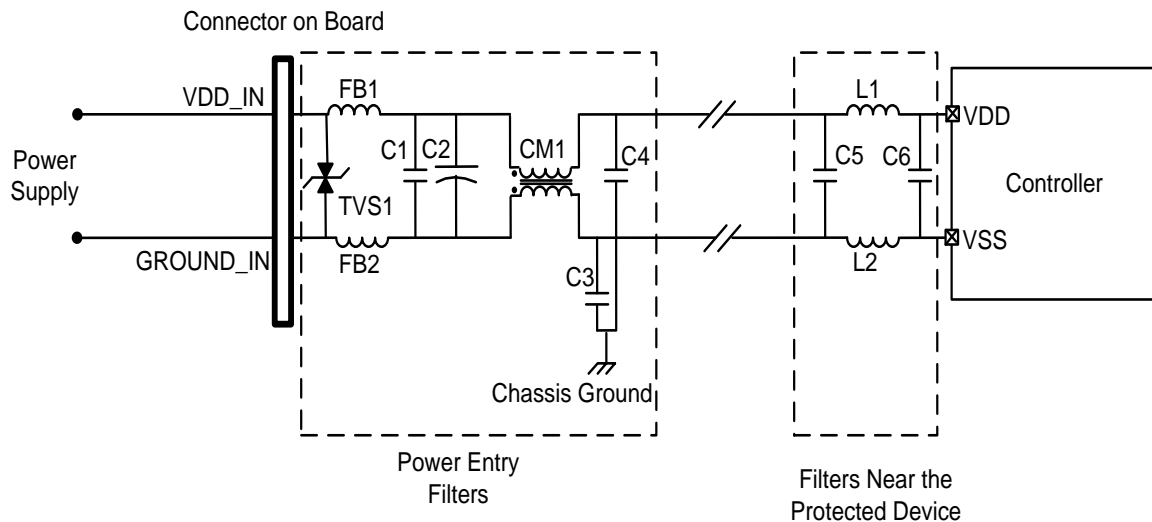 Connector on Board
VDD_IN
FB1
L1
VDD
C1
C2
CM1
C4
C5
C6
Power
Supply
TVS1
Controller
GROUND_IN
FB2
C3
L2
VSS
Chassis Ground
Power Entry
Filters
Filters Near the
Protected Device